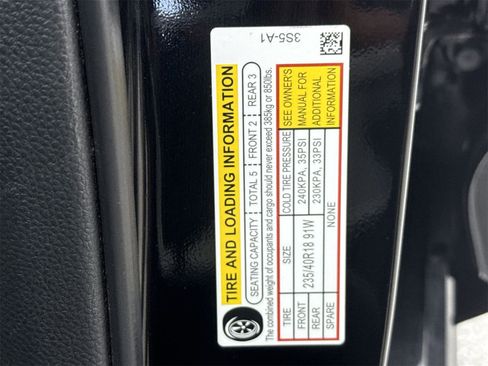 3S5-A1
TIRE AND LOADING INFORMATION
SEATING CAPACITY TOTAL 5 FRONT 2 REAR 3
The combined weight of occupants and cargo should never exceed 385kg or 850lbs.
TIRE SIZE COLD TIRE PRESSURE SEE OWNER'S
FRONT 235/40R18 91W 240KPA, 35PSI MANUAL FOR
REAR 230KPA, 33PSI ADDITIONAL
SPARE NONE INFORMATION